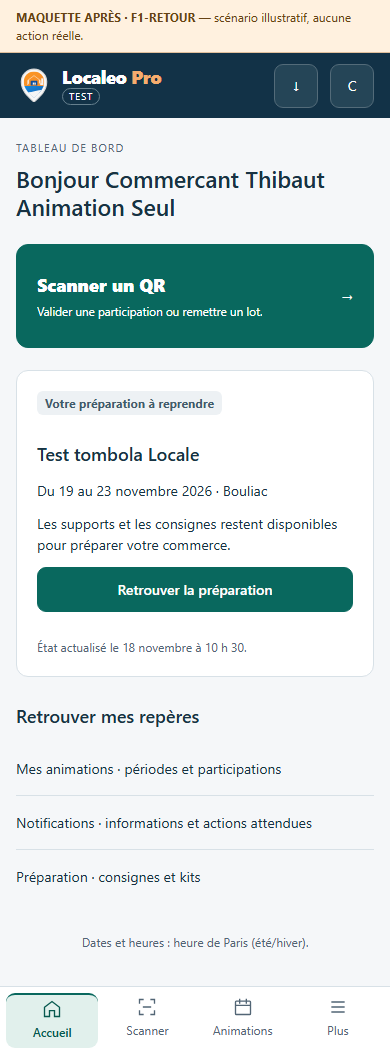 MAQUETTE APRÈS · F1-RETOUR — scénario illustratif, aucune
action réelle.
Localeo Pro
TEST
↓
C
TABLEAU DE BORD
Bonjour Commercant Thibaut
Animation Seul
Scanner un QR
Valider une participation ou remettre un lot.
→
Votre préparation à reprendre
Test tombola Locale
Du 19 au 23 novembre 2026 · Bouliac
Les supports et les consignes restent disponibles
pour préparer votre commerce.
Retrouver la préparation
État actualisé le 18 novembre à 10 h 30.
Retrouver mes repères
Mes animations · périodes et participations
Notifications · informations et actions attendues
Préparation · consignes et kits
Dates et heures : heure de Paris (été/hiver).
Accueil
Scanner
Animations
Plus